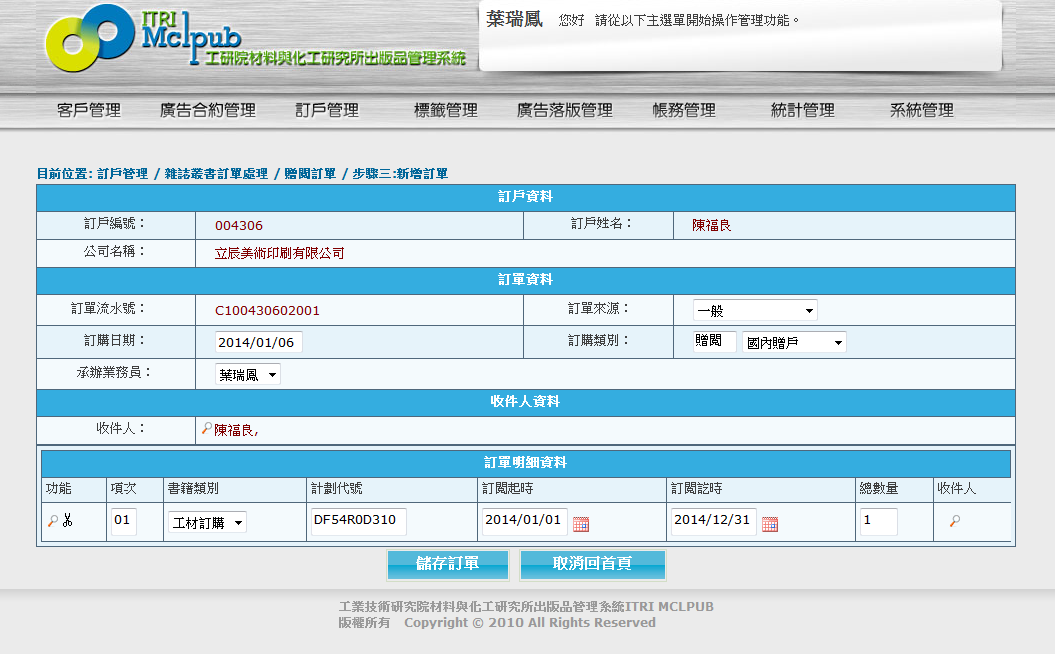 ITRI
Mclpub
工研院材料與化工研究所出版品管理系統
葉瑞鳳 您好 請從以下主選單開始操作管理功能。
客戶管理 廣告合約管理 訂戶管理 標籤管理 廣告落版管理 帳務管理 統計管理 系統管理
目前位置: 訂戶管理 / 雜誌叢書訂單處理 / 贈閱訂單 / 步驟三:新增訂單
訂戶資料
訂戶編號： 004306 訂戶姓名： 陳福良
公司名稱： 立辰美術印刷有限公司
訂單資料
訂單流水號： C100430602001 訂單來源： 一般
訂購日期： 2014/01/06 訂購類別： 贈閱 國內贈戶
承辦業務員： 葉瑞鳳
收件人資料
收件人： 陳福良,
訂單明細資料
功能 項次 書籍類別 計劃代號 訂閱起時 訂閱訖時 總數量 收件人
01 工材訂購 DF54R0D310 2014/01/01 2014/12/31 1
儲存訂單 取消回首頁
工業技術研究院材料與化工研究所出版品管理系統ITRI MCLPUB
版權所有 Copyright © 2010 All Rights Reserved